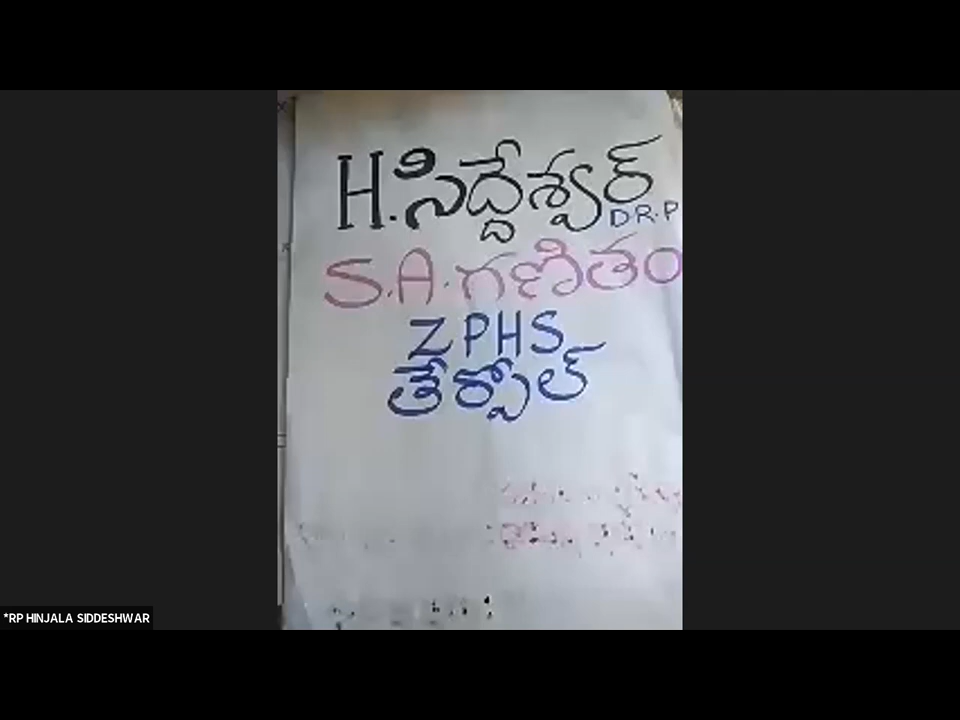 H.సిద్దేశ్వర్
D.R.P
S.A. గణితం
ZPHS
తేర్పోల్
*RP HINJALA SIDDESHWAR